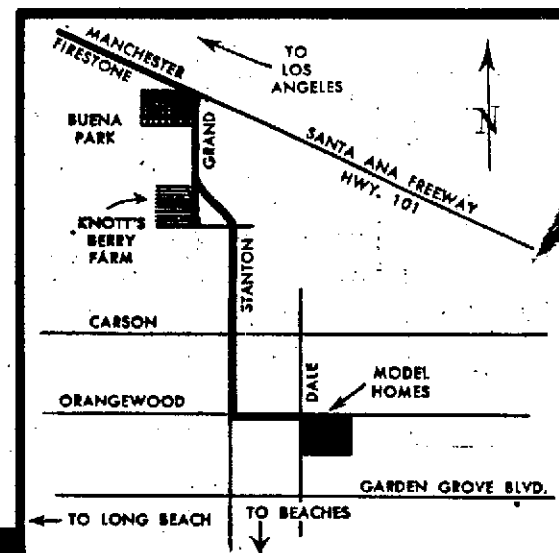 MANCHESTER
FIRESTONE
TO
LOS
ANGELES
N
BUENA
PARK
GRAND
SANTA ANA FREEWAY
HWY. 101
KNOTT'S
BERRY
FARM
STANTON
CARSON
DALE
MODEL
HOMES
ORANGEWOOD
GARDEN GROVE BLVD.
TO LONG BEACH
TO BEACHES